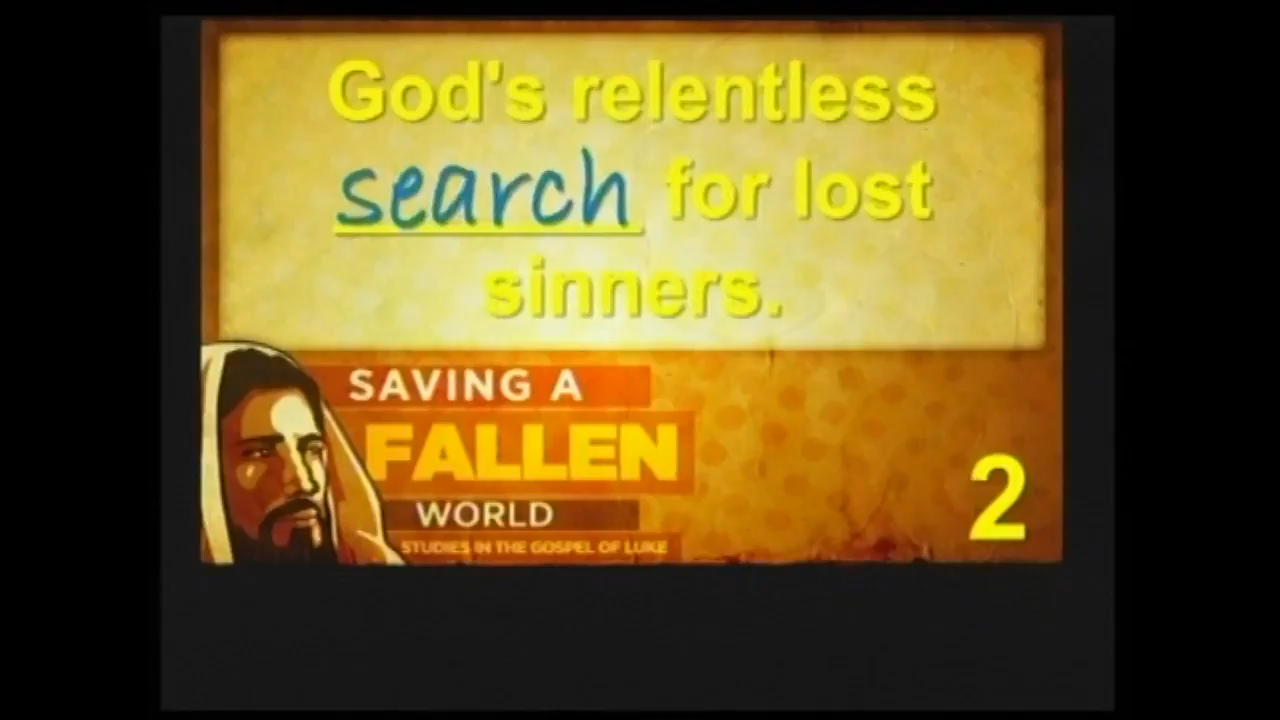 God's relentless
search for lost
sinners.
SAVING A
FALLEN
WORLD
STUDIES IN THE GOSPEL OF LUKE
2